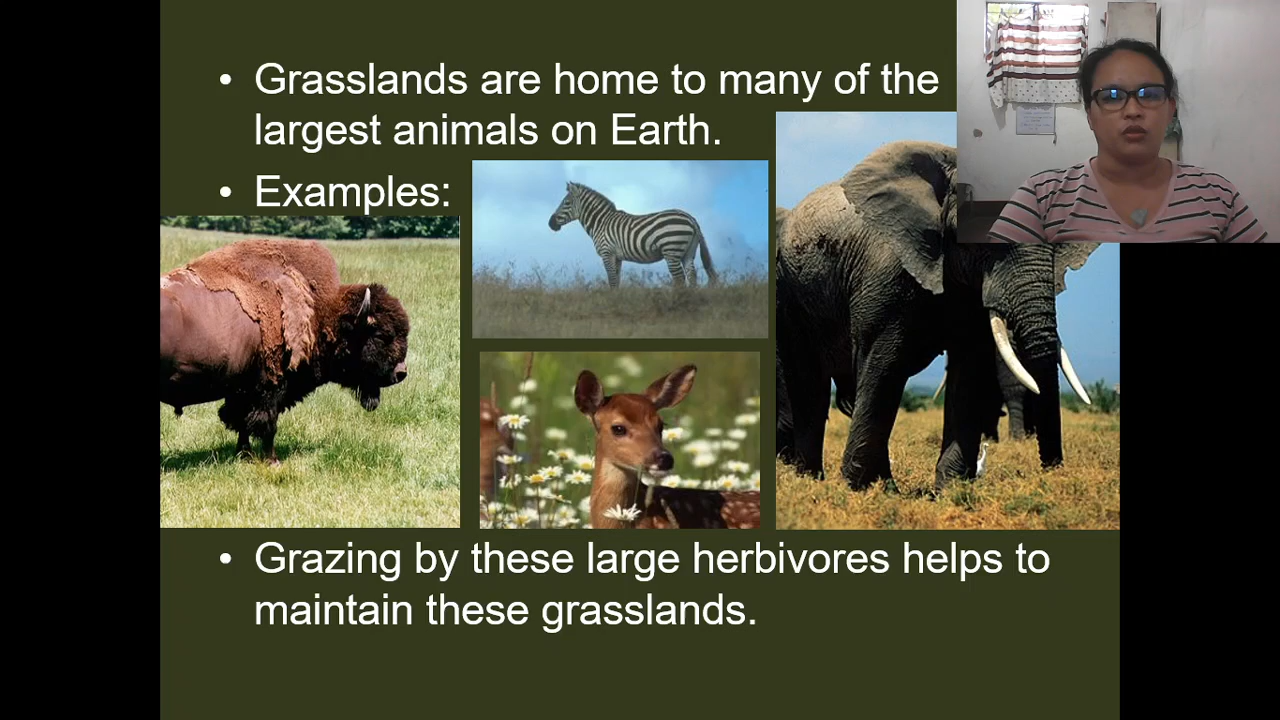 • Grasslands are home to many of the
largest animals on Earth.
• Examples:
• Grazing by these large herbivores helps to
maintain these grasslands.